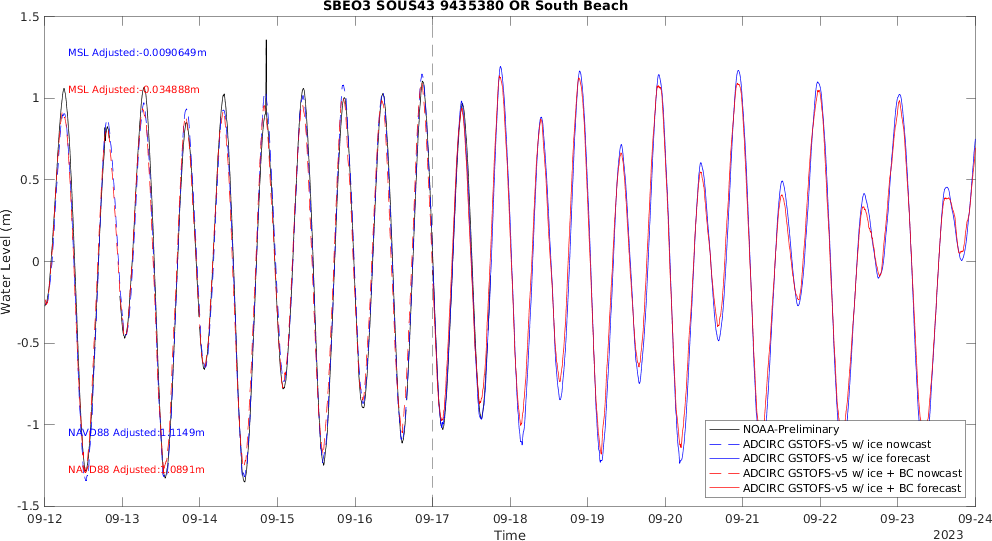 SBEO3 SOUS43 9435380 OR South Beach
1.5
1
0.5
0
-0.5
-1
-1.5
Water Level (m)
MSL Adjusted:-0.0090649m
MSL Adjusted:-0.034888m
NAVD88 Adjusted:1.1149m
NAVD88 Adjusted:1.0891m
NOAA-Preliminary
ADCIRC GSTOFS-v5 w/ ice nowcast
ADCIRC GSTOFS-v5 w/ ice forecast
ADCIRC GSTOFS-v5 w/ ice + BC nowcast
ADCIRC GSTOFS-v5 w/ ice + BC forecast
09-12 09-13 09-14 09-15 09-16 09-17 09-18 09-19 09-20 09-21 09-22 09-23 09-24
Time
2023